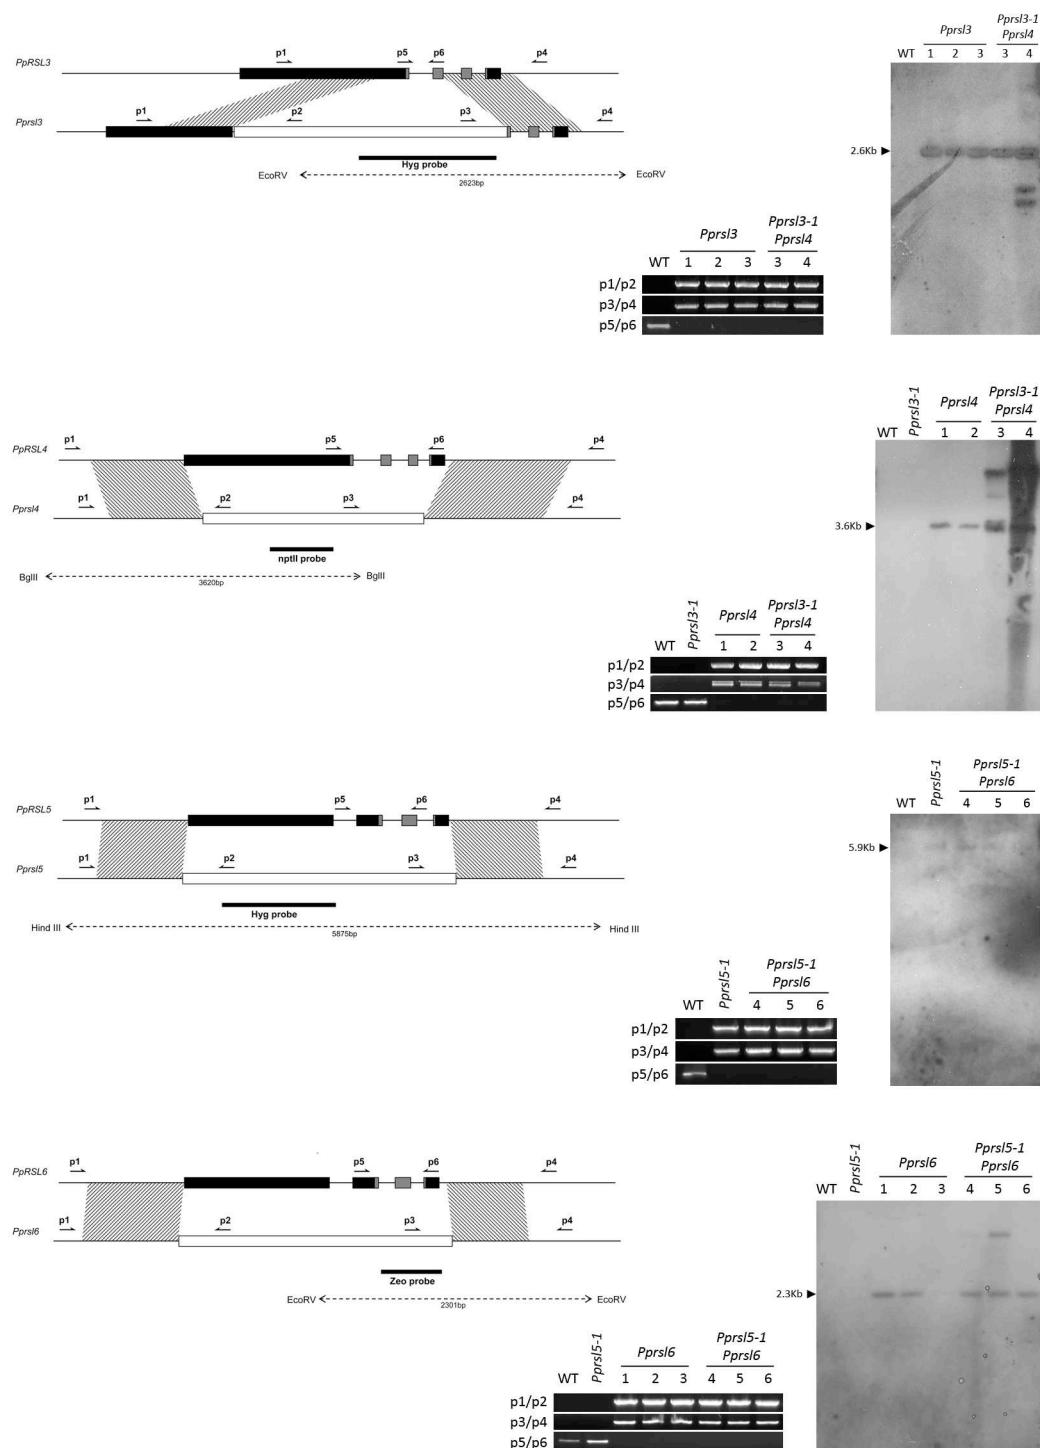 p1 p5 p6 p4
PpRSL3
p1 p2 p3 p4
Pprsl3
Hyg probe
EcoRV EcoRV
2623bp
Pprsl3 Pprsl3-1
Pprsl4
WT 1 2 3 3 4
p1/p2
p3/p4
p5/p6
Pprsl3 Pprsl3-1
Pprsl4
WT 1 2 3 3 4
2.6Kb
p1 p5 p6 p4
PpRSL4
p1 p2 p3 p4
Pprsl4
nptII probe
BglII BglII
3620bp
Pprsl4 Pprsl3-1
Pprsl4
WT Pprsl3-1 1 2 3 4
p1/p2
p3/p4
p5/p6
Pprsl4 Pprsl3-1
Pprsl4
WT Pprsl3-1 1 2 3 4
3.6Kb
p1 p5 p6 p4
PpRSL5
p1 p2 p3 p4
Pprsl5
Hyg probe
Hind III Hind III
5875bp
Pprsl5-1
Pprsl6
WT Pprsl5-1 4 5 6
p1/p2
p3/p4
p5/p6
Pprsl5-1
Pprsl6
WT Pprsl5-1 4 5 6
5.9Kb
p1 p5 p6 p4
PpRSL6
p1 p2 p3 p4
Pprsl6
Zeo probe
EcoRV EcoRV
2301bp
Pprsl6 Pprsl5-1
Pprsl6
WT Pprsl5-1 1 2 3 4 5 6
p1/p2
p3/p4
p5/p6
Pprsl6 Pprsl5-1
Pprsl6
WT Pprsl5-1 1 2 3 4 5 6
2.3Kb